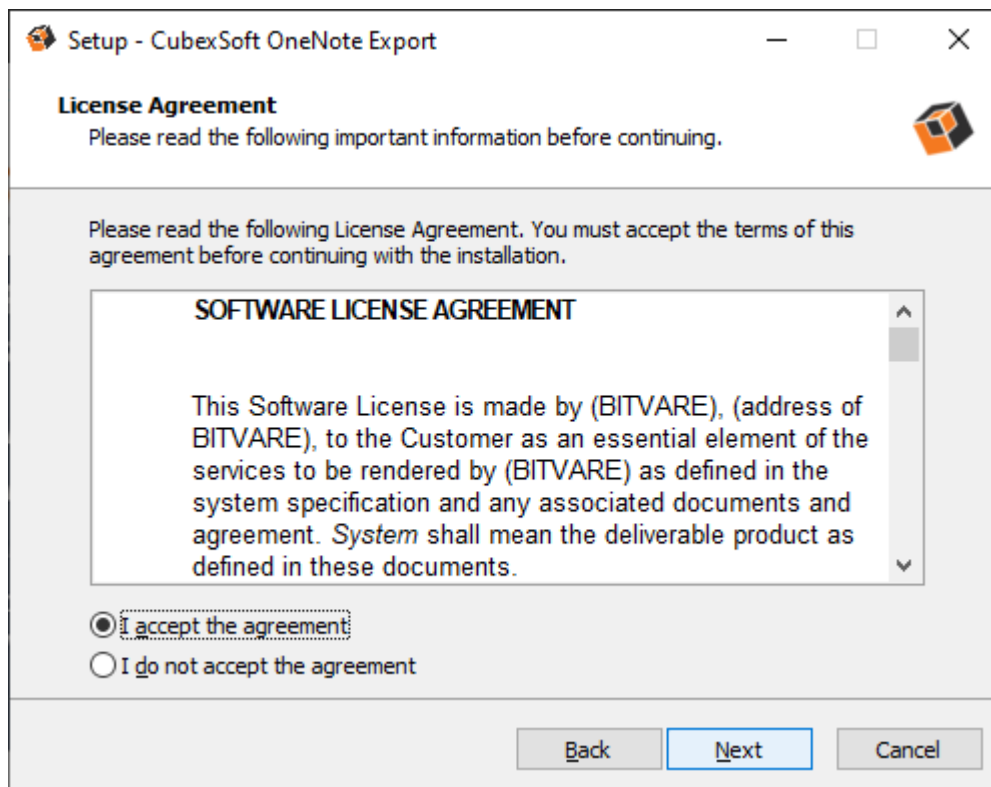 Setup - CubexSoft OneNote Export
License Agreement
Please read the following important information before continuing.
Please read the following License Agreement. You must accept the terms of this
agreement before continuing with the installation.
SOFTWARE LICENSE AGREEMENT
This Software License is made by (BITVARE), (address of
BITVARE), to the Customer as an essential element of the
services to be rendered by (BITVARE) as defined in the
system specification and any associated documents and
agreement. System shall mean the deliverable product as
defined in these documents.
I accept the agreement
I do not accept the agreement
Back Next Cancel